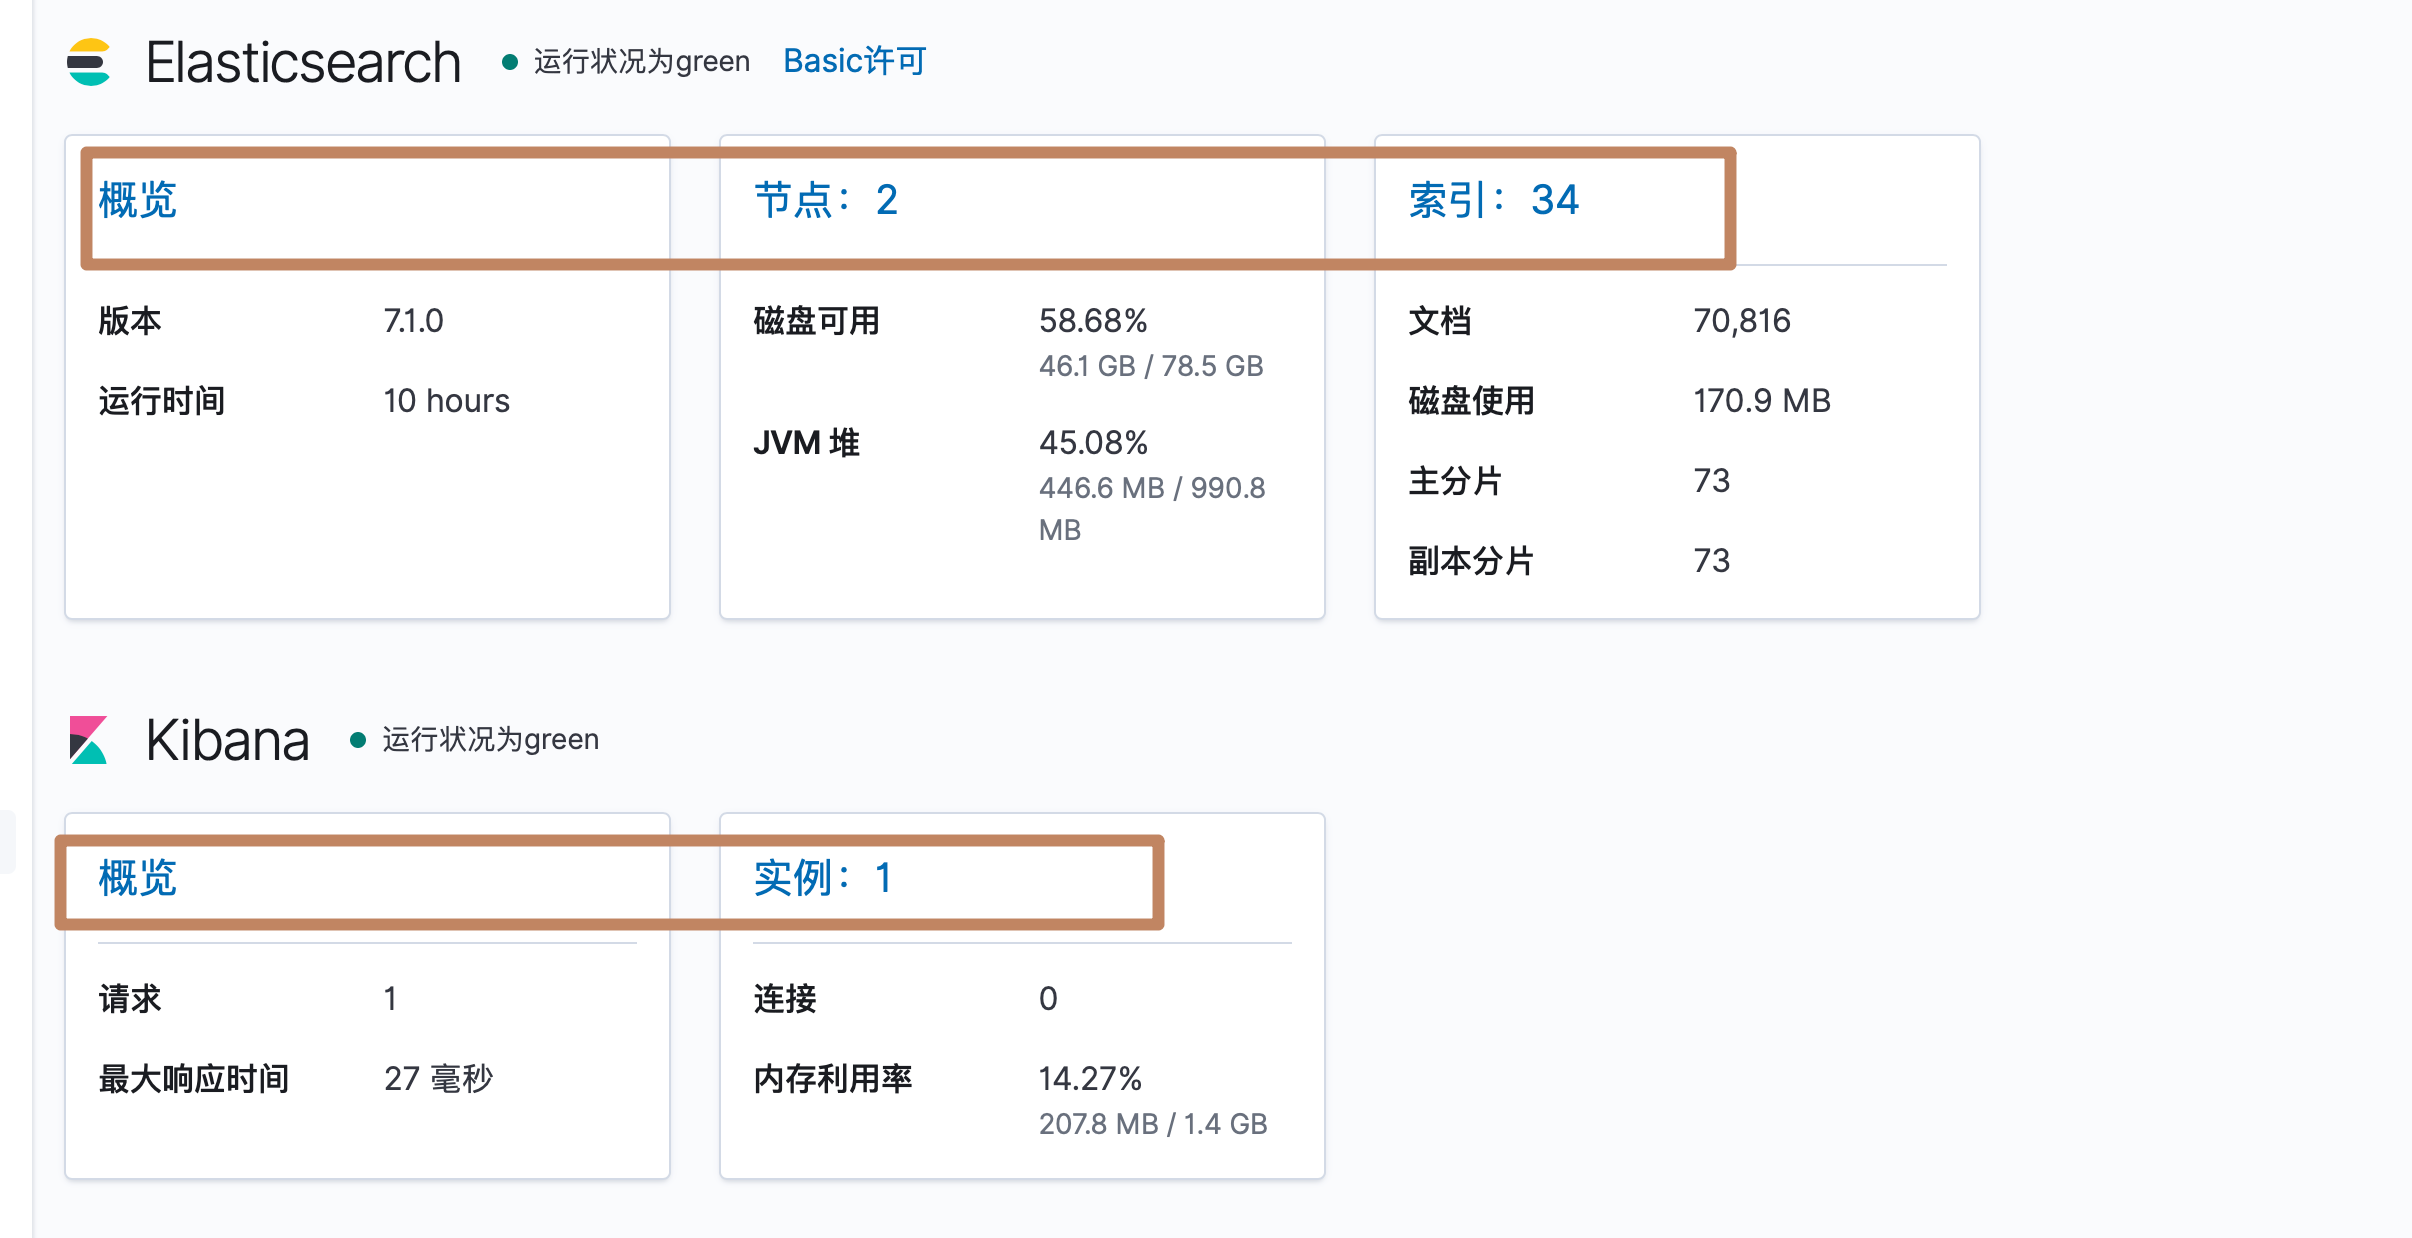 Elasticsearch 运行状况为green Basic许可
概览
版本 7.1.0
运行时间 10 hours
节点：2
磁盘可用 58.68%
46.1 GB / 78.5 GB
JVM 堆 45.08%
446.6 MB / 990.8
MB
索引：34
文档 70,816
磁盘使用 170.9 MB
主分片 73
副本分片 73
Kibana 运行状况为green
概览
请求 1
最大响应时间 27 毫秒
实例：1
连接 0
内存利用率 14.27%
207.8 MB / 1.4 GB